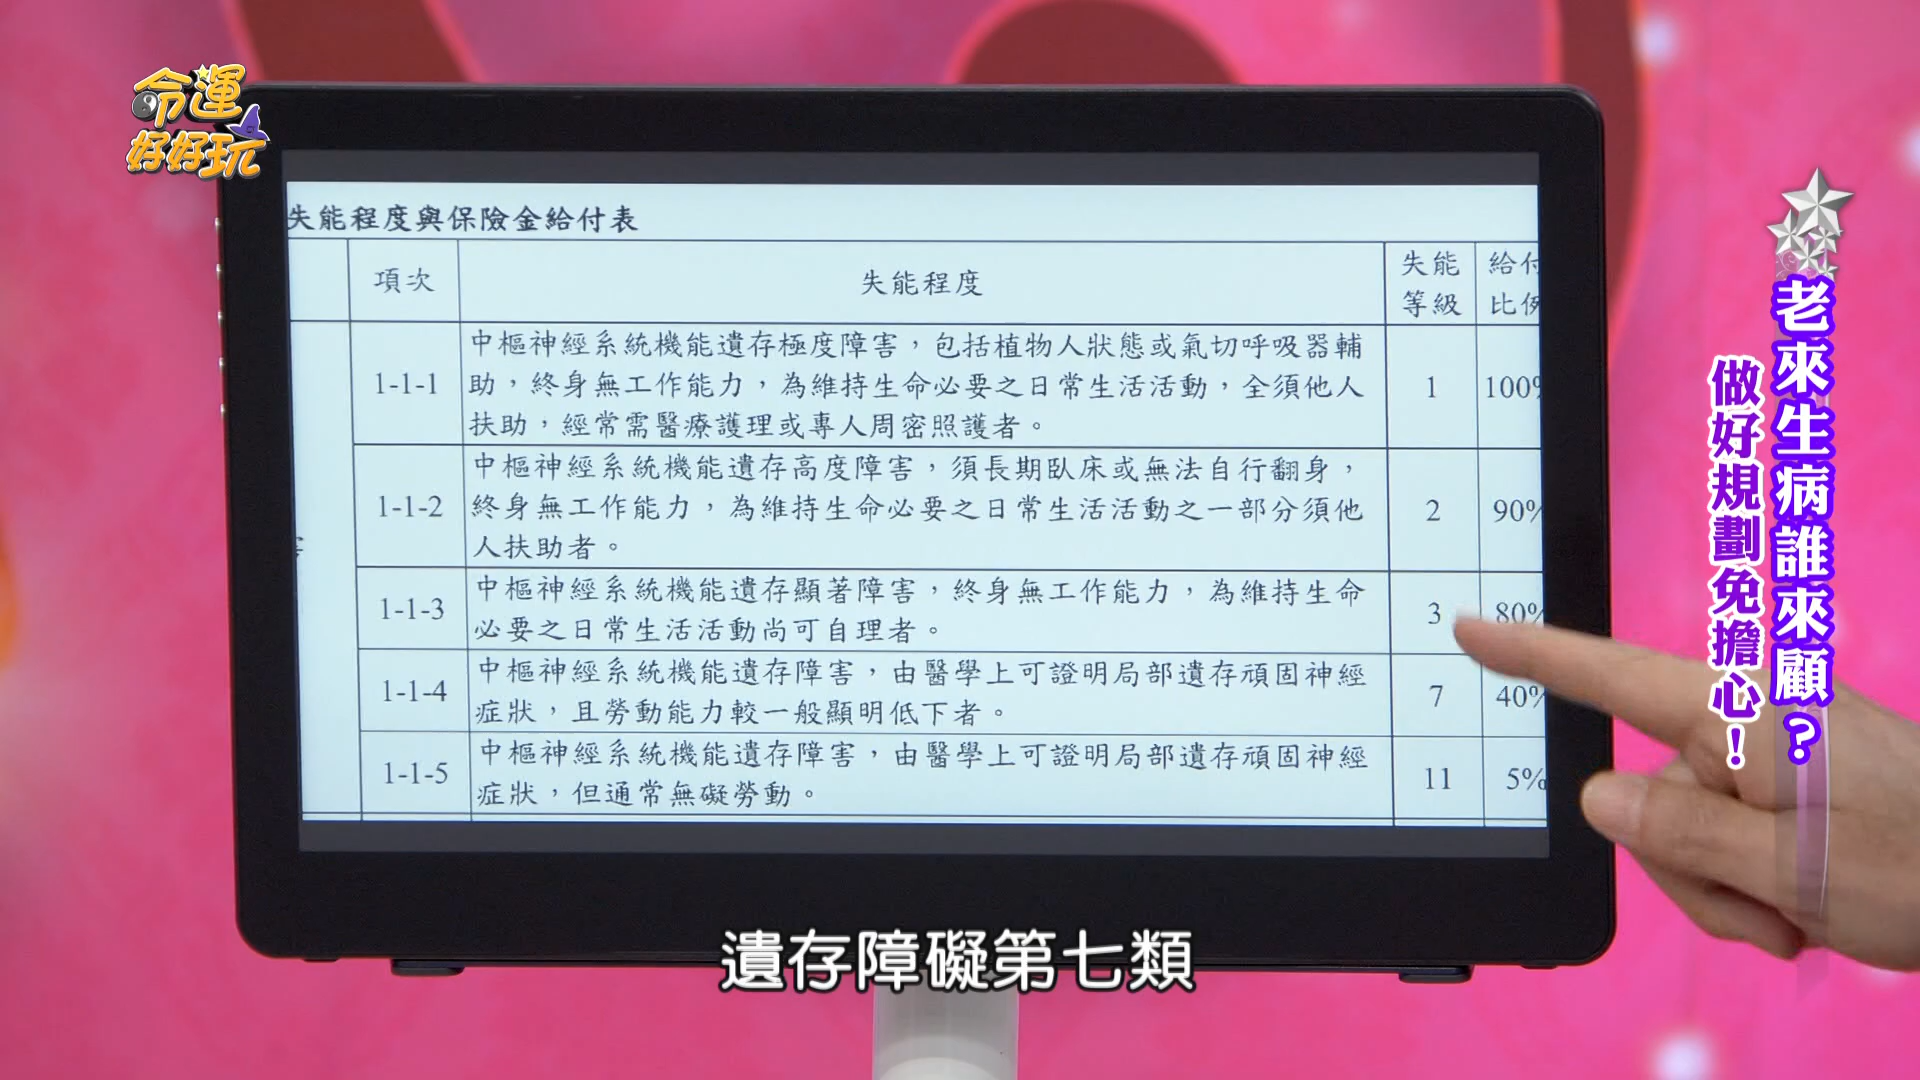 命運
好好玩
失能程度與保險金給付表
項次
失能程度
失能
等級
給付
比例
1-1-1
中樞神經系統機能遺存極度障害，包括植物人狀態或氣切呼吸器輔
助，終身無工作能力，為維持生命必要之日常生活活動，全須他人
扶助，經常需醫療護理或專人周密照護者。
1
100%
1-1-2
中樞神經系統機能遺存高度障害，須長期臥床或無法自行翻身，
終身無工作能力，為維持生命必要之日常生活活動之一部分須他
人扶助者。
2
90%
1-1-3
中樞神經系統機能遺存顯著障害，終身無工作能力，為維持生命
必要之日常生活活動尚可自理者。
3
80%
1-1-4
中樞神經系統機能遺存障害，由醫學上可證明局部遺存頑固神經
症狀，且勞動能力較一般顯明低下者。
7
40%
1-1-5
中樞神經系統機能遺存障害，由醫學上可證明局部遺存頑固神經
症狀，但通常無礙勞動。
11
5%
老來生病誰來顧？
做好規劃免擔心！
遺存障礙第七類